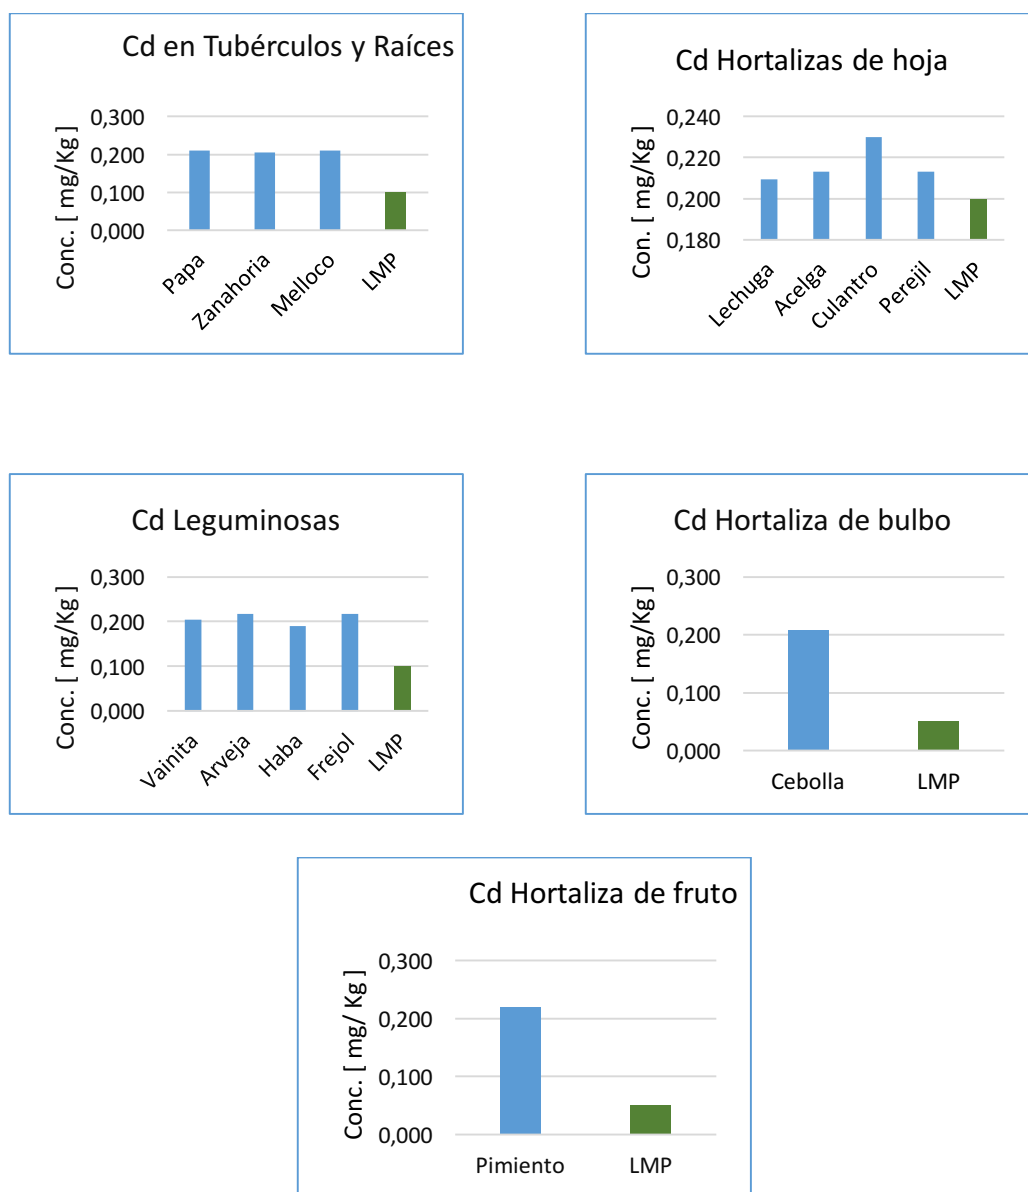 Cd en Tubérculos y Raíces
Conc. [ mg/Kg ]
0,300
0,200
0,100
0,000
Papa
Zanahoria
Melloco
LMP
Cd Hortalizas de hoja
Con. [ mg/Kg ]
0,240
0,220
0,200
0,180
Lechuga
Acelga
Culantro
Perejil
LMP
Cd Leguminosas
Conc. [ mg/Kg ]
0,300
0,200
0,100
0,000
Vainita
Arveja
Haba
Frejol
LMP
Cd Hortaliza de bulbo
Conc. [ mg/Kg ]
0,300
0,200
0,100
0,000
Cebolla
LMP
Cd Hortaliza de fruto
Conc. [ mg/ Kg ]
0,300
0,200
0,100
0,000
Pimiento
LMP